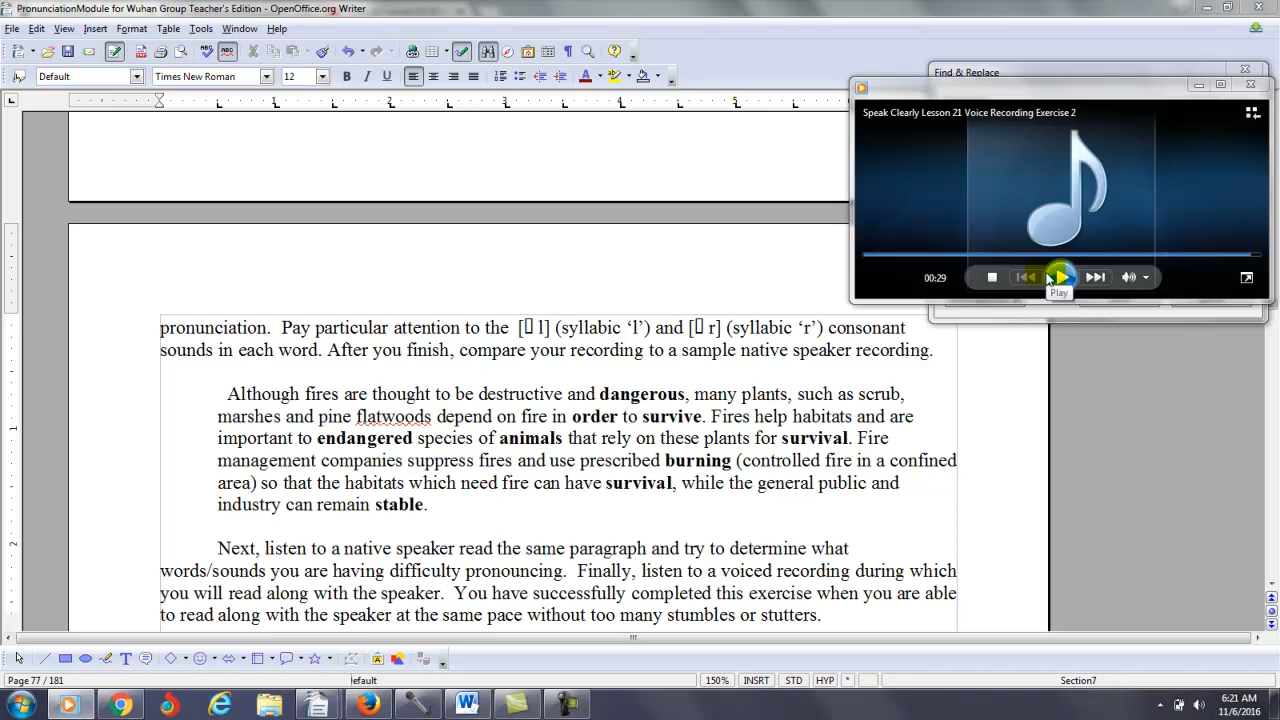 PronunciationModule for Wuhan Group Teacher's Edition - OpenOffice.org Writer
File Edit View Insert Format Table Tools Window Help
Default Times New Roman 12
Find & Replace
Speak Clearly Lesson 21 Voice Recording Exercise 2
00:29
Play
1 2 3 4 5
pronunciation. Pay particular attention to the [▯ l] (syllabic ‘l’) and [▯ r] (syllabic ‘r’) consonant
sounds in each word. After you finish, compare your recording to a sample native speaker recording.
Although fires are thought to be destructive and dangerous, many plants, such as scrub,
marshes and pine flatwoods depend on fire in order to survive. Fires help habitats and are
important to endangered species of animals that rely on these plants for survival. Fire
management companies suppress fires and use prescribed burning (controlled fire in a confined
area) so that the habitats which need fire can have survival, while the general public and
industry can remain stable.
Next, listen to a native speaker read the same paragraph and try to determine what
words/sounds you are having difficulty pronouncing. Finally, listen to a voiced recording during which
you will read along with the speaker. You have successfully completed this exercise when you are able
to read along with the speaker at the same pace without too many stumbles or stutters.
Page 77 / 181 efault 150% INSRT STD HYP * Section7
6:21 AM
11/6/2016